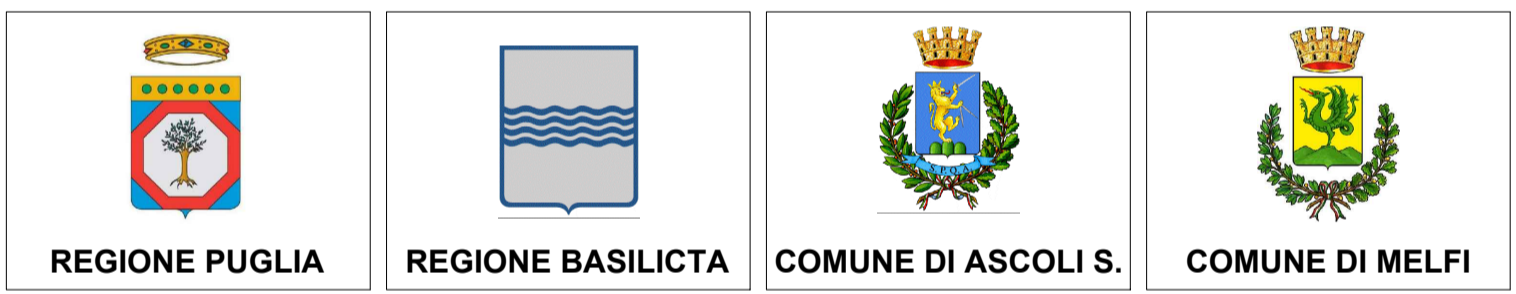 S.P.Q.A.
REGIONE PUGLIA
REGIONE BASILICTA
COMUNE DI ASCOLI S.
COMUNE DI MELFI